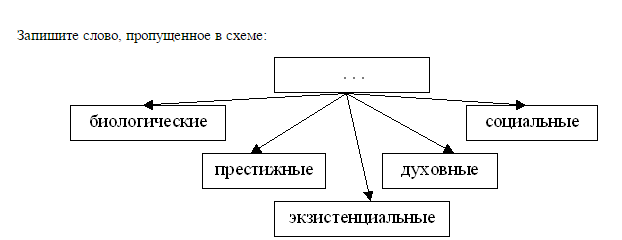 Запишите слово, пропущенное в схеме:
. . .
биологические
социальные
престижные
духовные
экзистенциальные